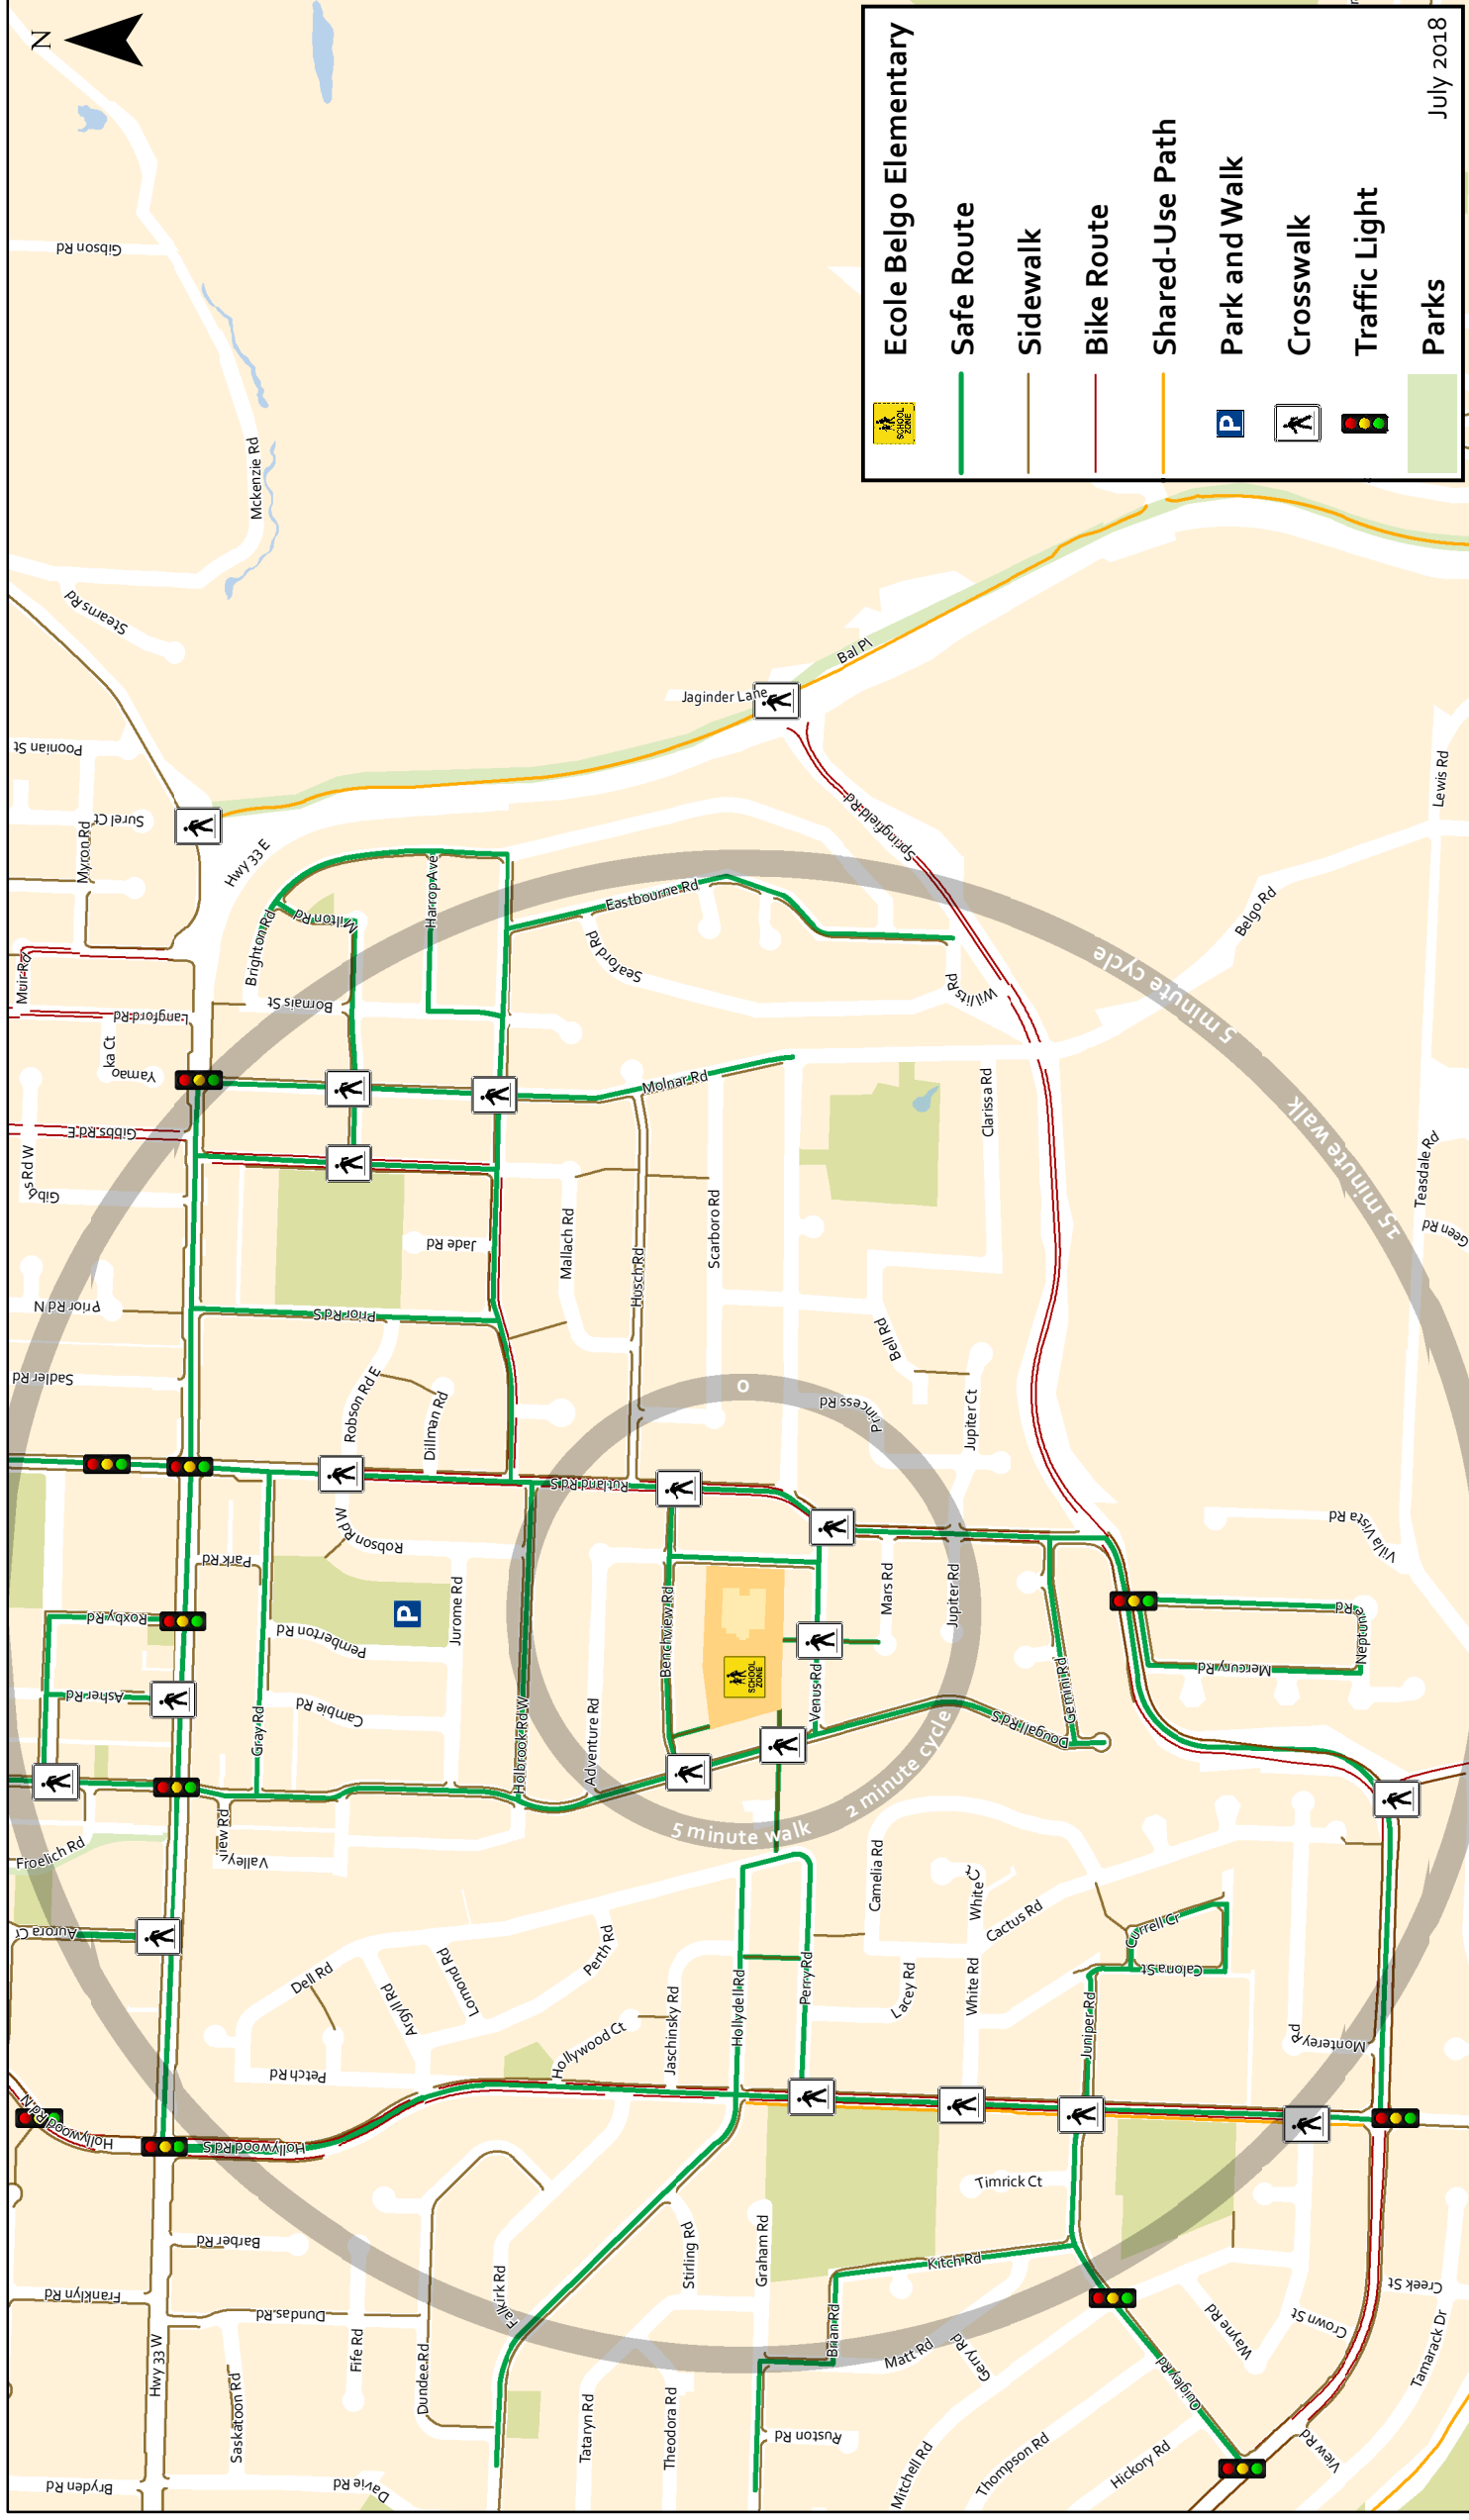 N
Gibson Rd
Mckenzie Rd
Stearns Rd
Poonian St
Surel Ct
Myron Rd
Hwy 33 E
Muir Rd
Langford Rd
Yamao
ka Ct
Gibbs Rd E
Gib
s Rd W
Prior Rd N
Sadler Rd
Brighton Rd
Milton Rd
Bornais St
Harrop Ave
Eastbourne Rd
Seaford Rd
Willits Rd
Springfield Rd
Jaginder Lane
Bal Pl
Molnar Rd
Clarissa Rd
Belgo Rd
Lewis Rd
Teasdale Rd
Geen Rd
Jade Rd
Mallach Rd
Husch Rd
Scarboro Rd
Prior Rd S
Robson Rd E
Dillman Rd
Bell Rd
Princess Rd
Jupiter Ct
Rutland Rd S
Robson Rd W
Park Rd
Roxby Rd
Asher Rd
Gray Rd
Pemberton Rd
Cambie Rd
P
Jurome Rd
Holbrook Rd W
Adventure Rd
Benchview Rd
SCHOOL
ZONE
Venus Rd
Mars Rd
Jupiter Rd
Gemini Rd
Dougall Rd S
Mercury Rd
Neptune
Rd
Villa Vista Rd
Froelich Rd
Valley
view Rd
Aurora Cr
Dell Rd
Argyll Rd
Lomond Rd
Perth Rd
Petch Rd
Hollywood Ct
Jaschinsky Rd
Hollydell Rd
Perry Rd
Camelia Rd
Lacey Rd
White Ct
White Rd
Cactus Rd
Currell Cr
Calona St
Juniper Rd
Monterey Rd
Hollywood Rd N
Hollywood Rd S
Barber Rd
Franklyn Rd
Dundas Rd
Hwy 33 W
Fife Rd
Dundee Rd
Saskatoon Rd
Bryden Rd
Davie Rd
Falkirk Rd
Stirling Rd
Graham Rd
Tataryn Rd
Theodora Rd
Ruston Rd
Brian Rd
Kitch Rd
Matt Rd
Gerry Rd
Timrick Ct
Mitchell Rd
Thompson Rd
Hickory Rd
Quigley Rd
Wayne Rd
Crown St
Creek St
Tamarack Dr
View Rd
5 minute walk
2 minute cycle
5 minute cycle
15 minute walk
SCHOOL
ZONE
Ecole Belgo Elementary
Safe Route
Sidewalk
Bike Route
Shared-Use Path
P
Park and Walk
Crosswalk
Traffic Light
Parks
July 2018